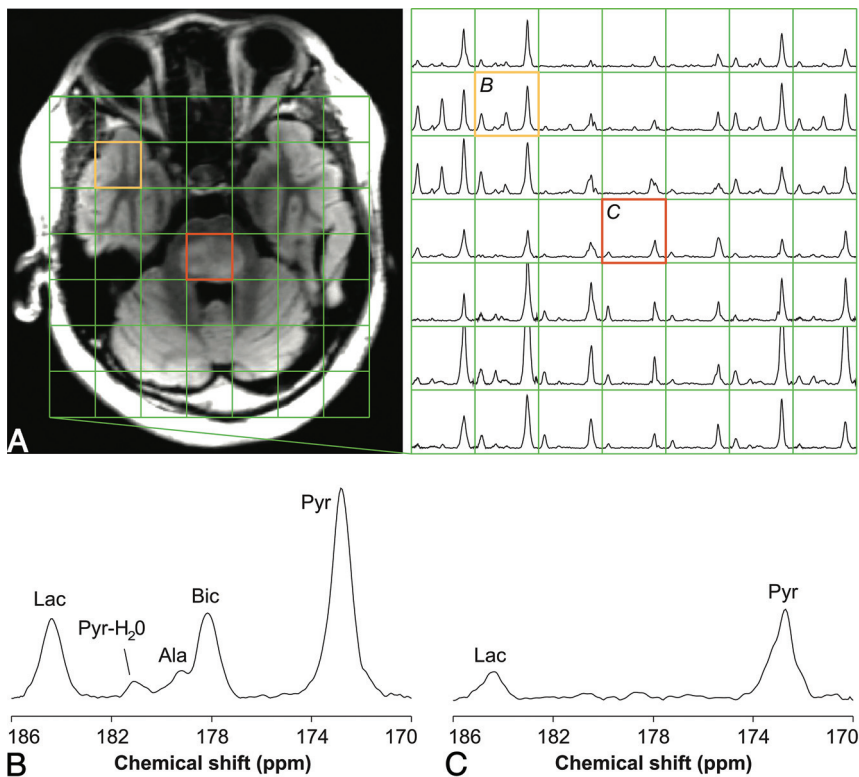 B
C
A
Pyr
Lac
Pyr-H₂0
Ala
Bic
186 182 178 174 170
Chemical shift (ppm)
B
Pyr
Lac
186 182 178 174 170
Chemical shift (ppm)
C